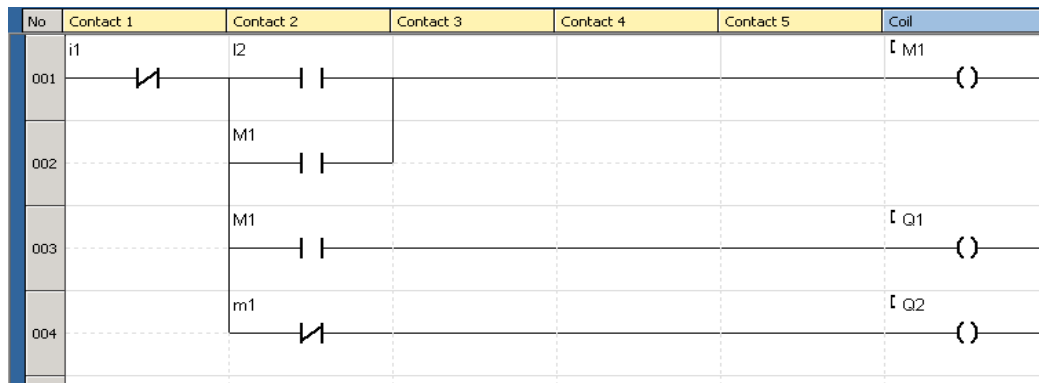 No Contact 1 Contact 2 Contact 3 Contact 4 Contact 5 Coil
i1 I2 [ M1
001
M1
002
M1 [ Q1
003
m1 [ Q2
004